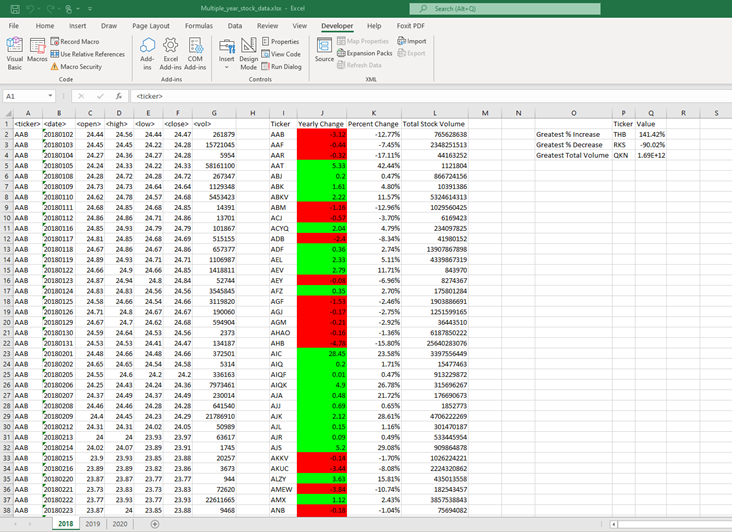 Multiple_year_stock_data.xlsx - Excel
Search (Alt+Q)
File Home Insert Draw Page Layout Formulas Data Review View Developer Help Foxit PDF
Visual Basic Macros Record Macro Use Relative References Macro Security
Add-ins Excel Add-ins COM Add-ins
Insert Design Mode Properties View Code Run Dialog
Source Map Properties Expansion Packs Refresh Data Import Export
Code Add-ins Controls XML
A1 fx <ticker>
A B C D E F G H I J K L M N O P Q R S
1 <ticker> <date> <open> <high> <low> <close> <vol> Ticker Yearly Change Percent Change Total Stock Volume Ticker Value
2 AAB 20180102 24.44 24.56 24.44 24.47 261879 AAB -3.12 -12.77% 765628638 Greatest % Increase THB 141.42%
3 AAB 20180103 24.45 24.45 24.22 24.28 15721045 AAF -0.44 -7.45% 2348251513 Greatest % Decrease RKS -90.02%
4 AAB 20180104 24.27 24.36 24.27 24.28 5954 AAR -0.32 -17.11% 44163252 Greatest Total Volume QKN 1.69E+12
5 AAB 20180105 24.24 24.33 24.22 24.33 58161100 AAT 5.33 42.44% 1121804
6 AAB 20180108 24.28 24.72 24.28 24.72 267347 ABJ 0.2 0.47% 866724156
7 AAB 20180109 24.73 24.73 24.64 24.64 1129348 ABK 1.61 4.80% 10391386
8 AAB 20180110 24.62 24.78 24.57 24.68 5453423 ABKV 2.22 11.57% 5324614313
9 AAB 20180111 24.68 24.85 24.68 24.85 14391 ABM -1.16 -12.96% 1029560425
10 AAB 20180112 24.86 24.86 24.71 24.86 13701 ACJ -0.57 -3.70% 6169423
11 AAB 20180116 24.85 24.93 24.79 24.79 101867 ACYQ 2.04 4.79% 234097825
12 AAB 20180117 24.81 24.85 24.68 24.69 515155 ADB -2.4 -8.34% 41980152
13 AAB 20180118 24.67 24.86 24.67 24.86 657377 ADF 0.36 2.74% 13907867898
14 AAB 20180119 24.89 24.93 24.71 24.71 1106987 AEL 2.33 5.11% 4339867319
15 AAB 20180122 24.66 24.9 24.66 24.85 1418811 AEV 2.79 11.71% 843970
16 AAB 20180123 24.87 24.94 24.8 24.84 52744 AEY -0.08 -6.96% 8274367
17 AAB 20180124 24.83 24.83 24.56 24.56 3545845 AFZ 0.35 2.70% 175801284
18 AAB 20180125 24.58 24.66 24.54 24.66 3119820 AGF -1.53 -2.46% 1903886691
19 AAB 20180126 24.71 24.8 24.67 24.67 190060 AGJ -0.17 -2.75% 1251599165
20 AAB 20180129 24.67 24.7 24.62 24.68 594904 AGM -0.21 -2.92% 36443510
21 AAB 20180130 24.59 24.64 24.53 24.56 2373 AHAO -0.16 -1.36% 6187850222
22 AAB 20180131 24.53 24.53 24.41 24.47 134187 AHB -4.78 -15.80% 25640283076
23 AAB 20180201 24.48 24.66 24.48 24.66 372501 AIC 28.45 23.58% 3397556449
24 AAB 20180202 24.65 24.65 24.54 24.58 5314 AIQ 0.2 1.71% 15477463
25 AAB 20180205 24.55 24.6 24.2 24.2 336163 AIQF 0.01 0.47% 913229872
26 AAB 20180206 24.25 24.43 24.24 24.36 7973461 AIQK 4.9 26.78% 315696267
27 AAB 20180207 24.37 24.49 24.37 24.49 230014 AJA 0.48 21.72% 176690673
28 AAB 20180208 24.46 24.46 24.28 24.28 641540 AJJ 0.69 0.65% 1852773
29 AAB 20180209 24.4 24.45 24.29 24.43 21786910 AJK 2.12 28.61% 4706222269
30 AAB 20180212 24.31 24.31 24.02 24.05 50989 AJL 0.15 1.16% 301470187
31 AAB 20180213 24 24 23.93 23.97 63617 AJR 0.09 0.49% 533445954
32 AAB 20180214 24.02 24.07 23.89 23.91 1745 AJS 5.2 29.08% 909864878
33 AAB 20180215 23.9 23.93 23.85 23.88 20257 AKKV -0.14 -1.70% 1026224221
34 AAB 20180216 23.89 23.89 23.82 23.86 3673 AKUC -3.44 -8.08% 2224320862
35 AAB 20180220 23.87 23.87 23.77 23.77 944 ALZY 3.63 15.81% 435013558
36 AAB 20180221 23.73 23.83 23.73 23.83 72620 AMEW -10.74% 182543457
37 AAB 20180222 23.77 23.93 23.77 23.93 22611665 AMX 1.12 2.43% 3857538843
38 AAB 20180223 23.87 24 23.85 23.88 9468 ANB -0.18 -1.04% 75694082
2018 2019 2020